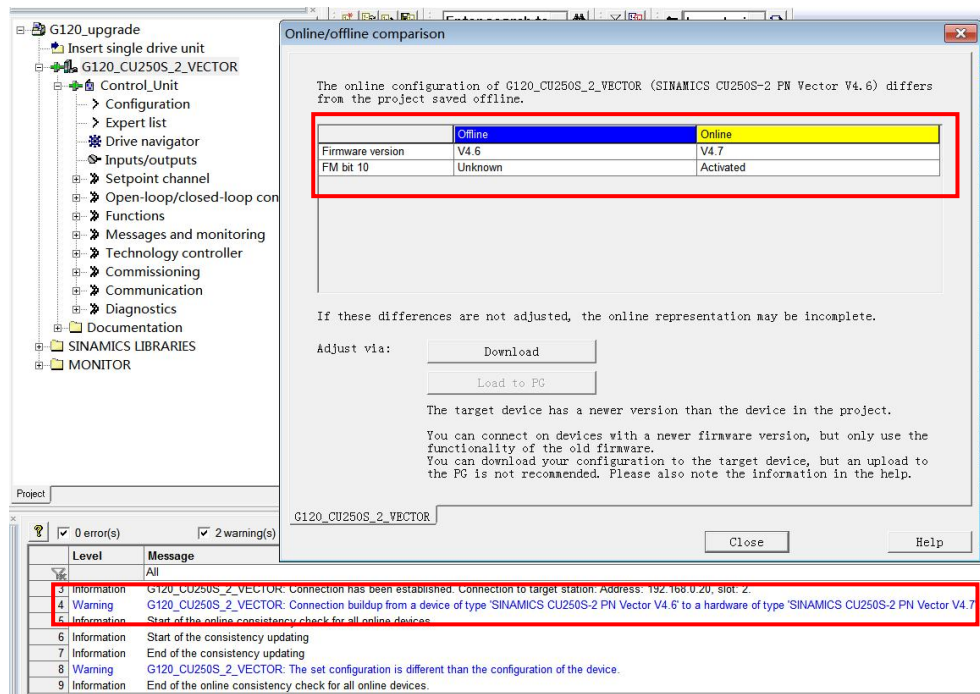 G120_upgrade
Insert single drive unit
G120_CU250S_2_VECTOR
Control_Unit
Configuration
Expert list
Drive navigator
Inputs/outputs
Setpoint channel
Open-loop/closed-loop con
Functions
Messages and monitoring
Technology controller
Commissioning
Communication
Diagnostics
Documentation
SINAMICS LIBRARIES
MONITOR
Project
Online/offline comparison
The online configuration of G120_CU250S_2_VECTOR (SINAMICS CU250S-2 PN Vector V4.6) differs
from the project saved offline.
Offline Online
Firmware version V4.6 V4.7
FM bit 10 Unknown Activated
If these differences are not adjusted, the online representation may be incomplete.
Adjust via: Download
Load to PG
The target device has a newer version than the device in the project.
You can connect on devices with a newer firmware version, but only use the
functionality of the old firmware.
You can download your configuration to the target device, but an upload to
the PG is not recommended. Please also note the information in the help.
G120_CU250S_2_VECTOR
Close Help
0 error(s) 2 warning(s)
Level Message
All
3 Information G120_CU250S_2_VECTOR: Connection has been established. Connection to target station: Address: 192.168.0.20, slot: 2.
4 Warning G120_CU250S_2_VECTOR: Connection buildup from a device of type 'SINAMICS CU250S-2 PN Vector V4.6' to a hardware of type 'SINAMICS CU250S-2 PN Vector V4.7'
5 Information Start of the online consistency check for all online devices
6 Information Start of the consistency updating
7 Information End of the consistency updating
8 Warning G120_CU250S_2_VECTOR: The set configuration is different than the configuration of the device.
9 Information End of the online consistency check for all online devices.